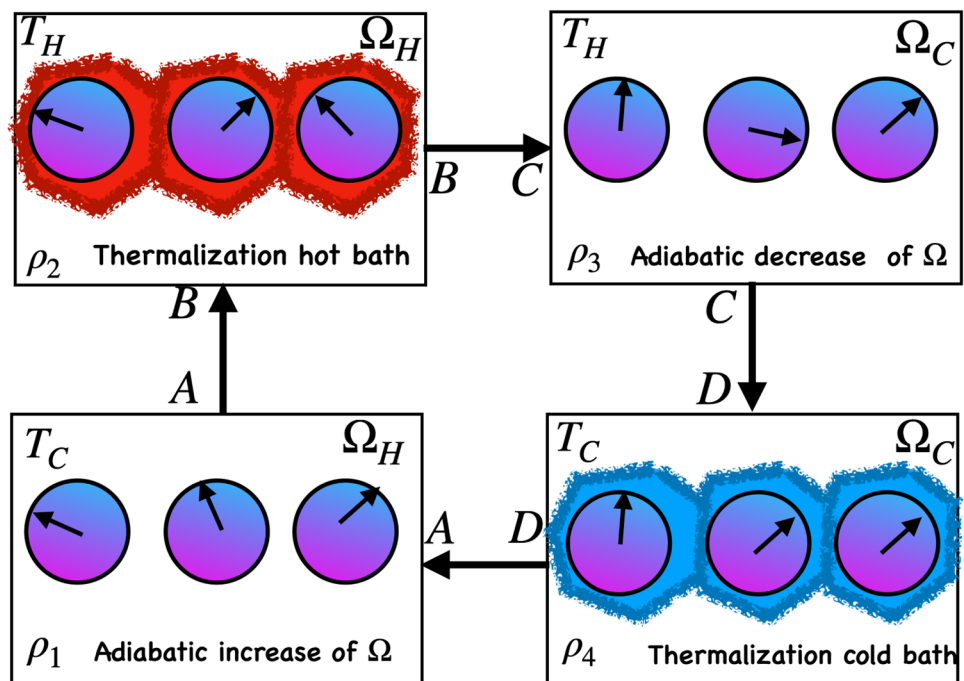 T_H Ω_H
ρ_2 Thermalization hot bath
B C
T_H Ω_C
ρ_3 Adiabatic decrease of Ω
B
A
C
D
T_C Ω_H
ρ_1 Adiabatic increase of Ω
A D
T_C Ω_C
ρ_4 Thermalization cold bath